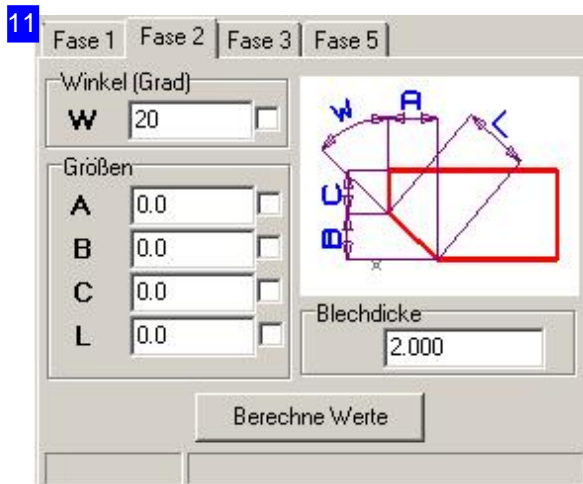 11
Fase 1 Fase 2 Fase 3 Fase 5
Winkel (Grad)
W 20
Größen
A 0.0
B 0.0
C 0.0
L 0.0
W A L
C
B
Blechdicke
2.000
Berechne Werte